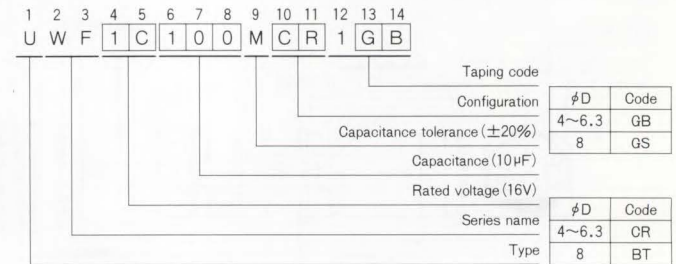 1 2 3 4 5 6 7 8 9 10 11 12 13 14
U W F 1 C 1 0 0 M C R 1 G B
Taping code
Configuration
Capacitance tolerance (±20%)
Capacitance (10µF)
Rated voltage (16V)
Series name
Type
φD Code
4~6.3 GB
8 GS
φD Code
4~6.3 CR
8 BT